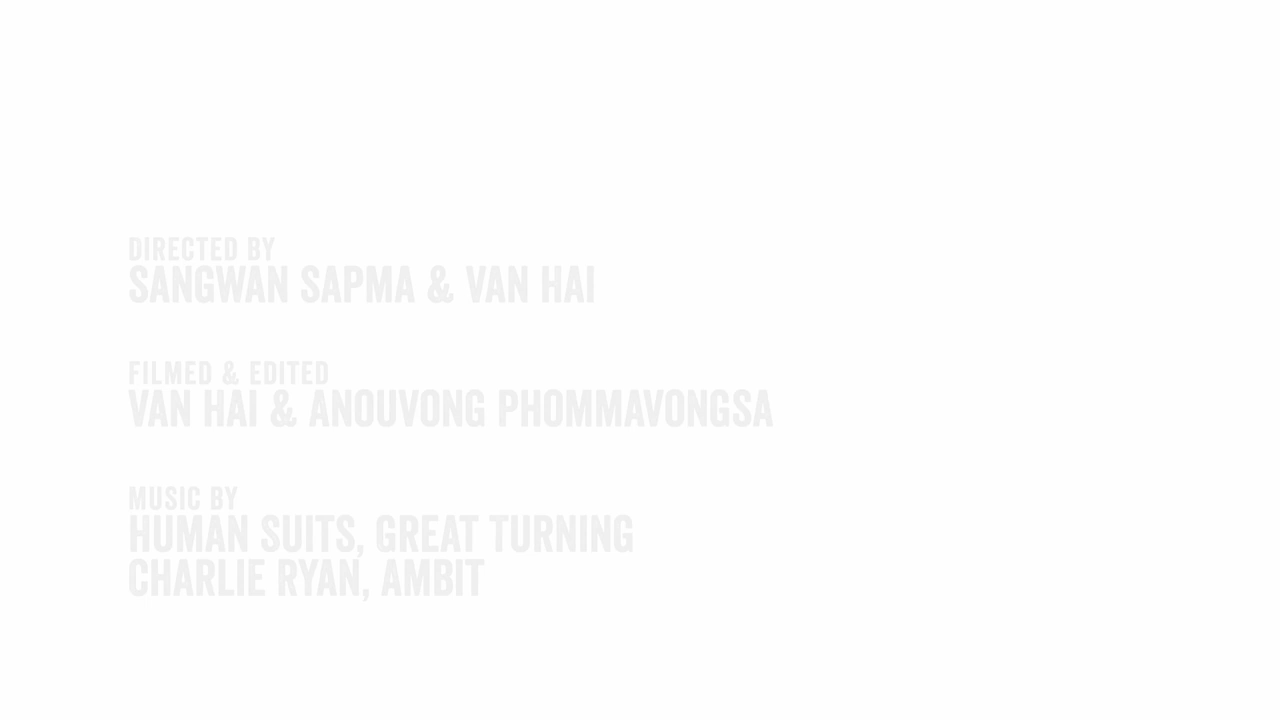 DIRECTED BY
SANGWAN SAPMA & VAN HAI
FILMED & EDITED
VAN HAI & ANOUVONG PHOMMAVONGSA
MUSIC BY
HUMAN SUITS, GREAT TURNING
CHARLIE RYAN, AMBIT